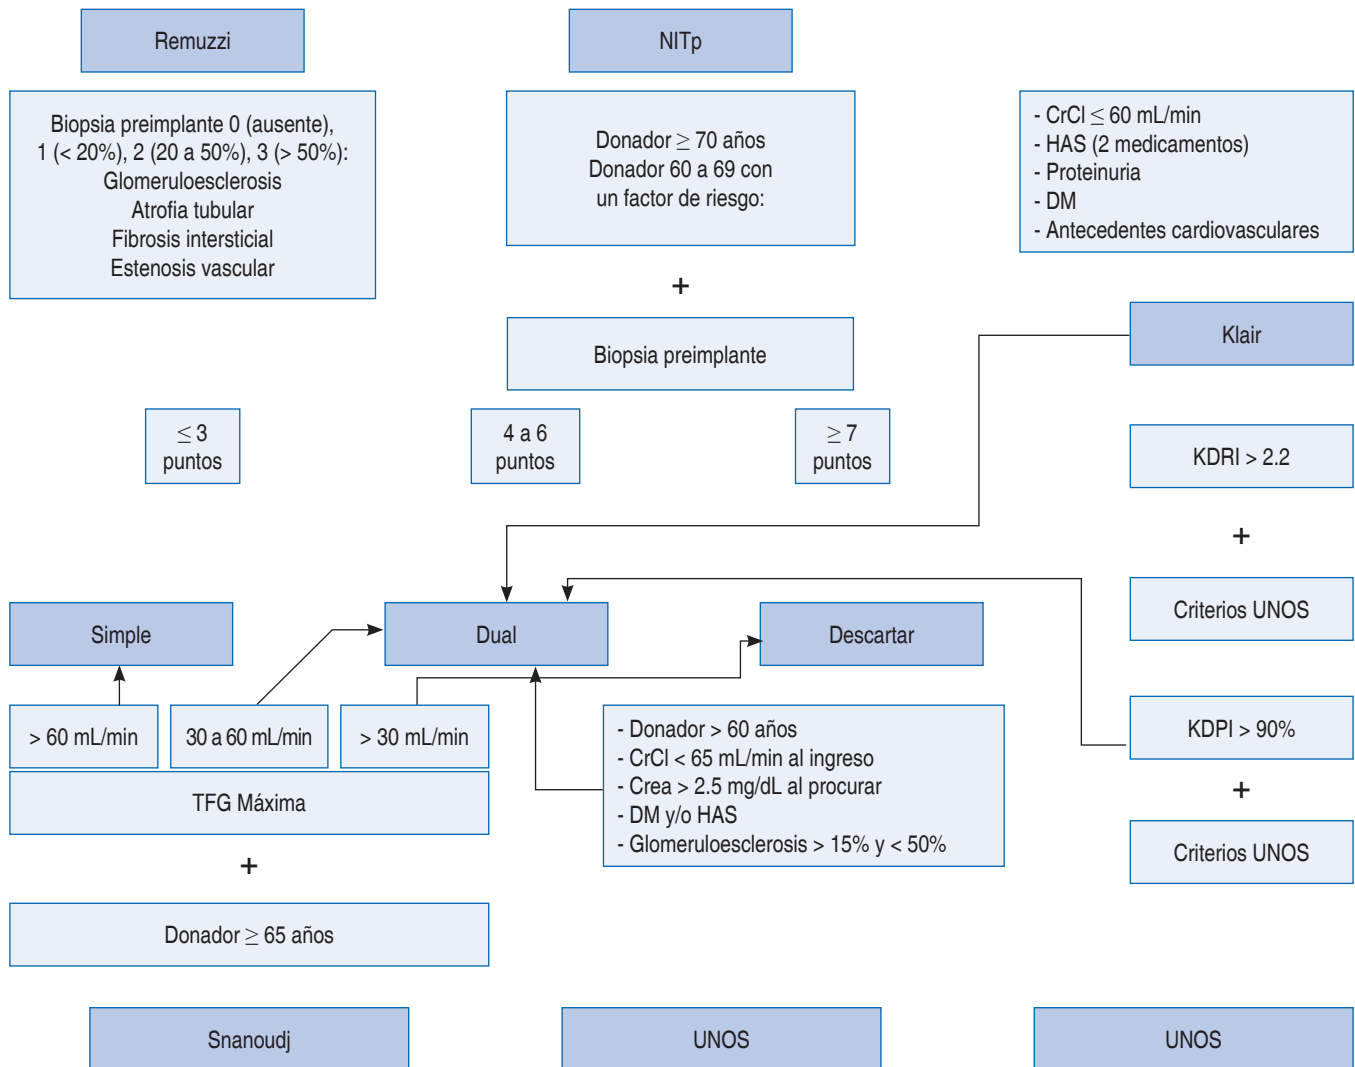 Remuzzi
NITp
Biopsia preimplante 0 (ausente),
1 (< 20%), 2 (20 a 50%), 3 (> 50%):
Glomeruloesclerosis
Atrofia tubular
Fibrosis intersticial
Estenosis vascular
Donador ≥ 70 años
Donador 60 a 69 con
un factor de riesgo:
- CrCl ≤ 60 mL/min
- HAS (2 medicamentos)
- Proteinuria
- DM
- Antecedentes cardiovasculares
+
Biopsia preimplante
Klair
≤ 3
puntos
4 a 6
puntos
≥ 7
puntos
KDRI > 2.2
+
Criterios UNOS
Simple
Dual
Descartar
> 60 mL/min
30 a 60 mL/min
> 30 mL/min
TFG Máxima
+
Donador ≥ 65 años
- Donador > 60 años
- CrCl < 65 mL/min al ingreso
- Crea > 2.5 mg/dL al procurar
- DM y/o HAS
- Glomeruloesclerosis > 15% y < 50%
KDPI > 90%
+
Criterios UNOS
Snanoudj
UNOS
UNOS